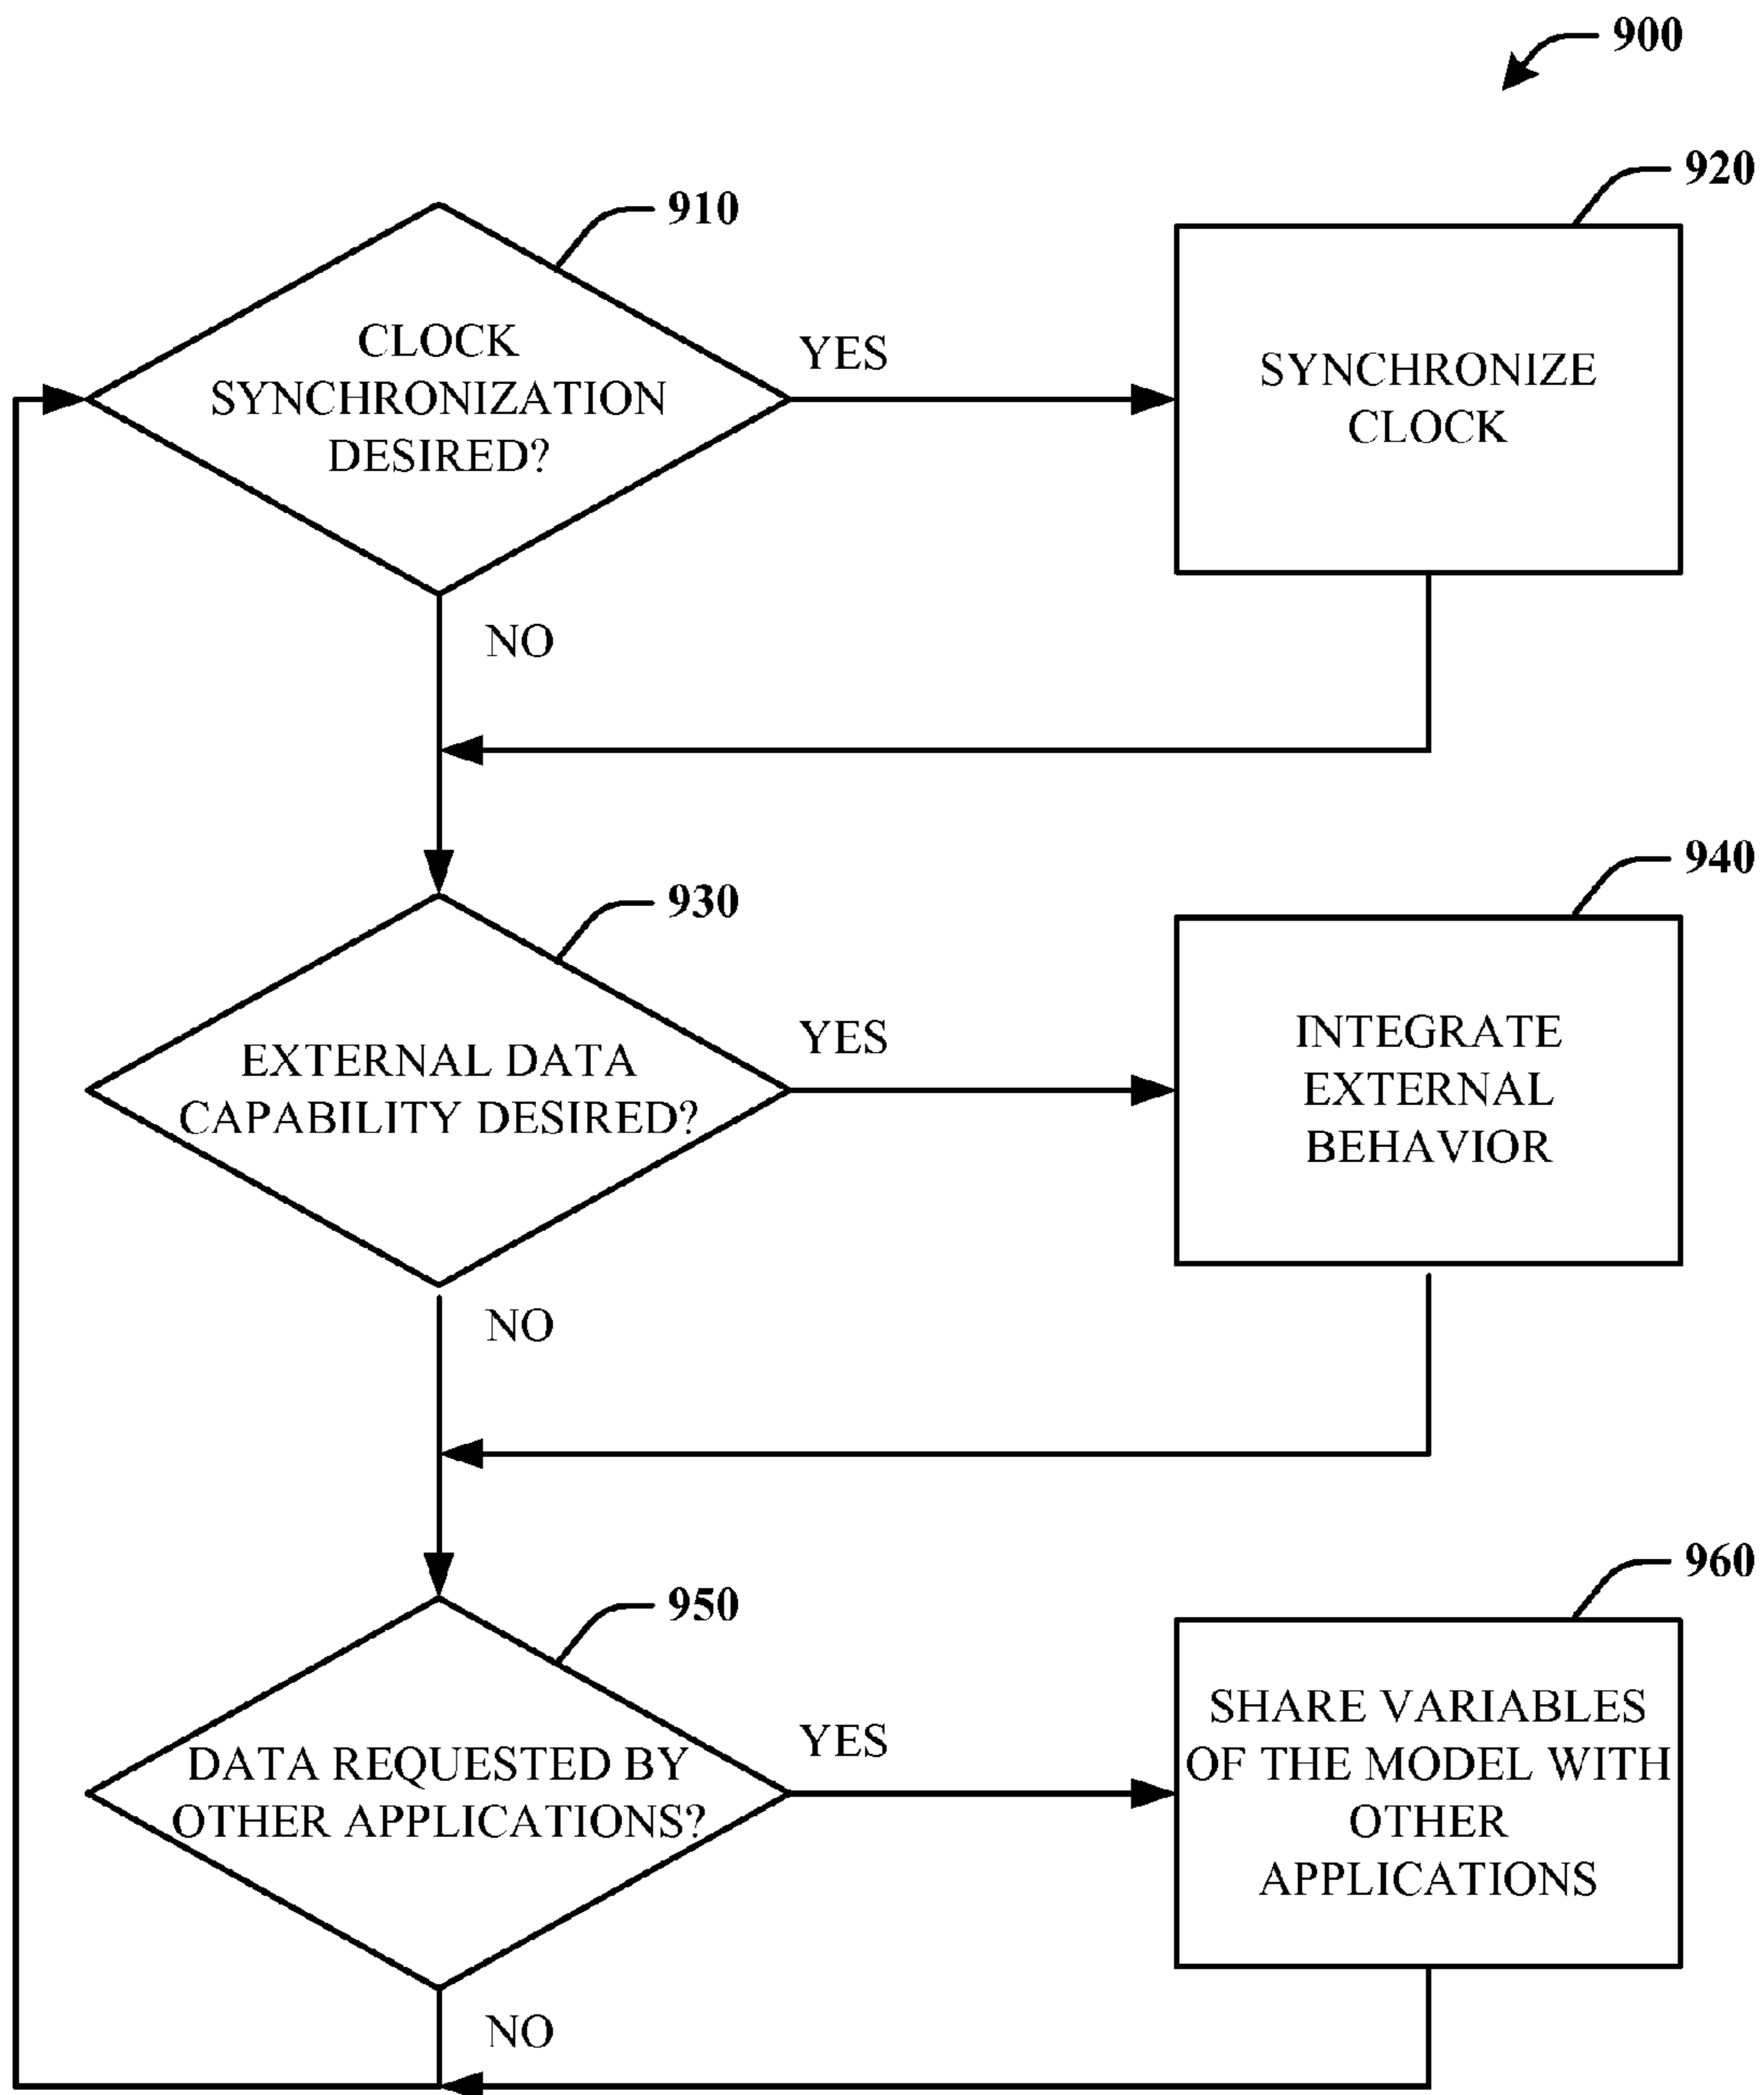 900
920
910
CLOCK
SYNCHRONIZATION
DESIRED?
YES
SYNCHRONIZE
CLOCK
NO
940
930
EXTERNAL DATA
CAPABILITY DESIRED?
YES
INTEGRATE
EXTERNAL
BEHAVIOR
NO
960
950
DATA REQUESTED BY
OTHER APPLICATIONS?
YES
SHARE VARIABLES
OF THE MODEL WITH
OTHER
APPLICATIONS
NO